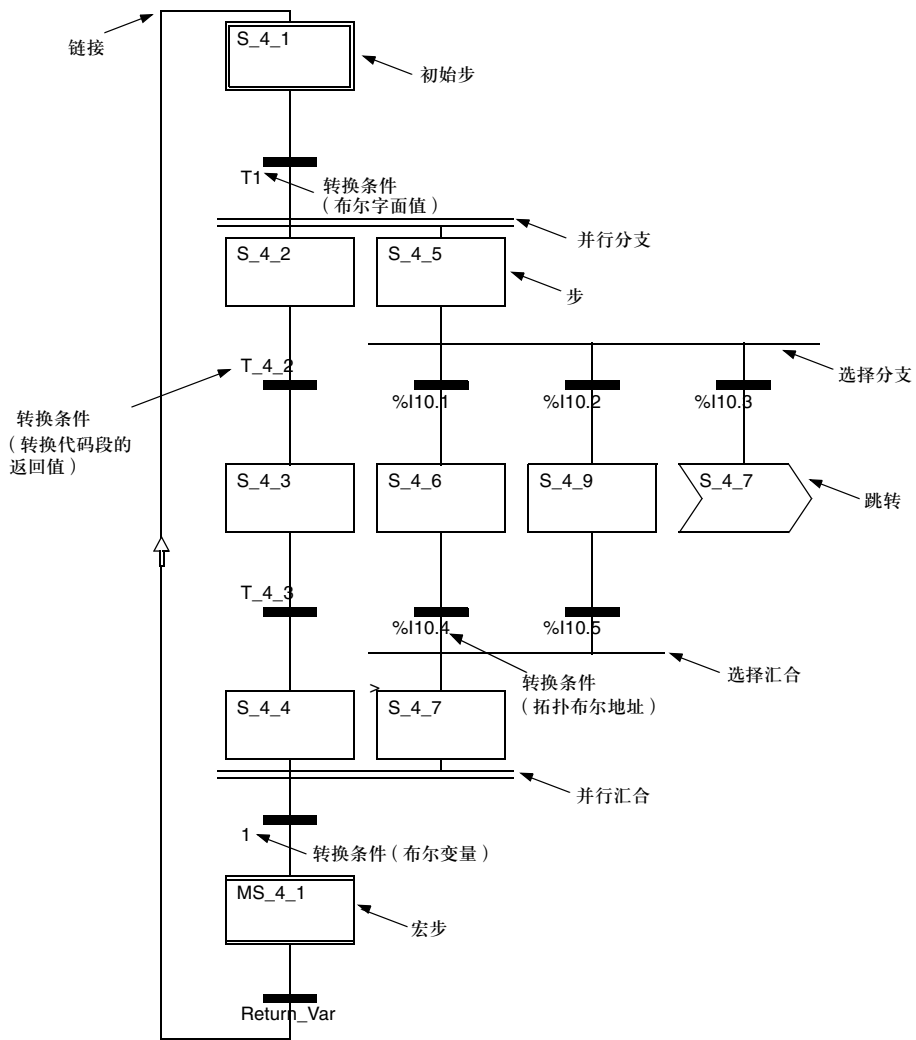 链接
S_4_1
初始步
T1
转换条件
（布尔字面值）
并行分支
S_4_2
S_4_5
步
T_4_2
选择分支
转换条件
（转换代码段的
返回值）
%I10.1
%I10.2
%I10.3
S_4_3
S_4_6
S_4_9
S_4_7
跳转
T_4_3
%I10.4
%I10.5
选择汇合
转换条件
（拓扑布尔地址）
>
S_4_4
S_4_7
并行汇合
1
转换条件（布尔变量）
MS_4_1
宏步
Return_Var